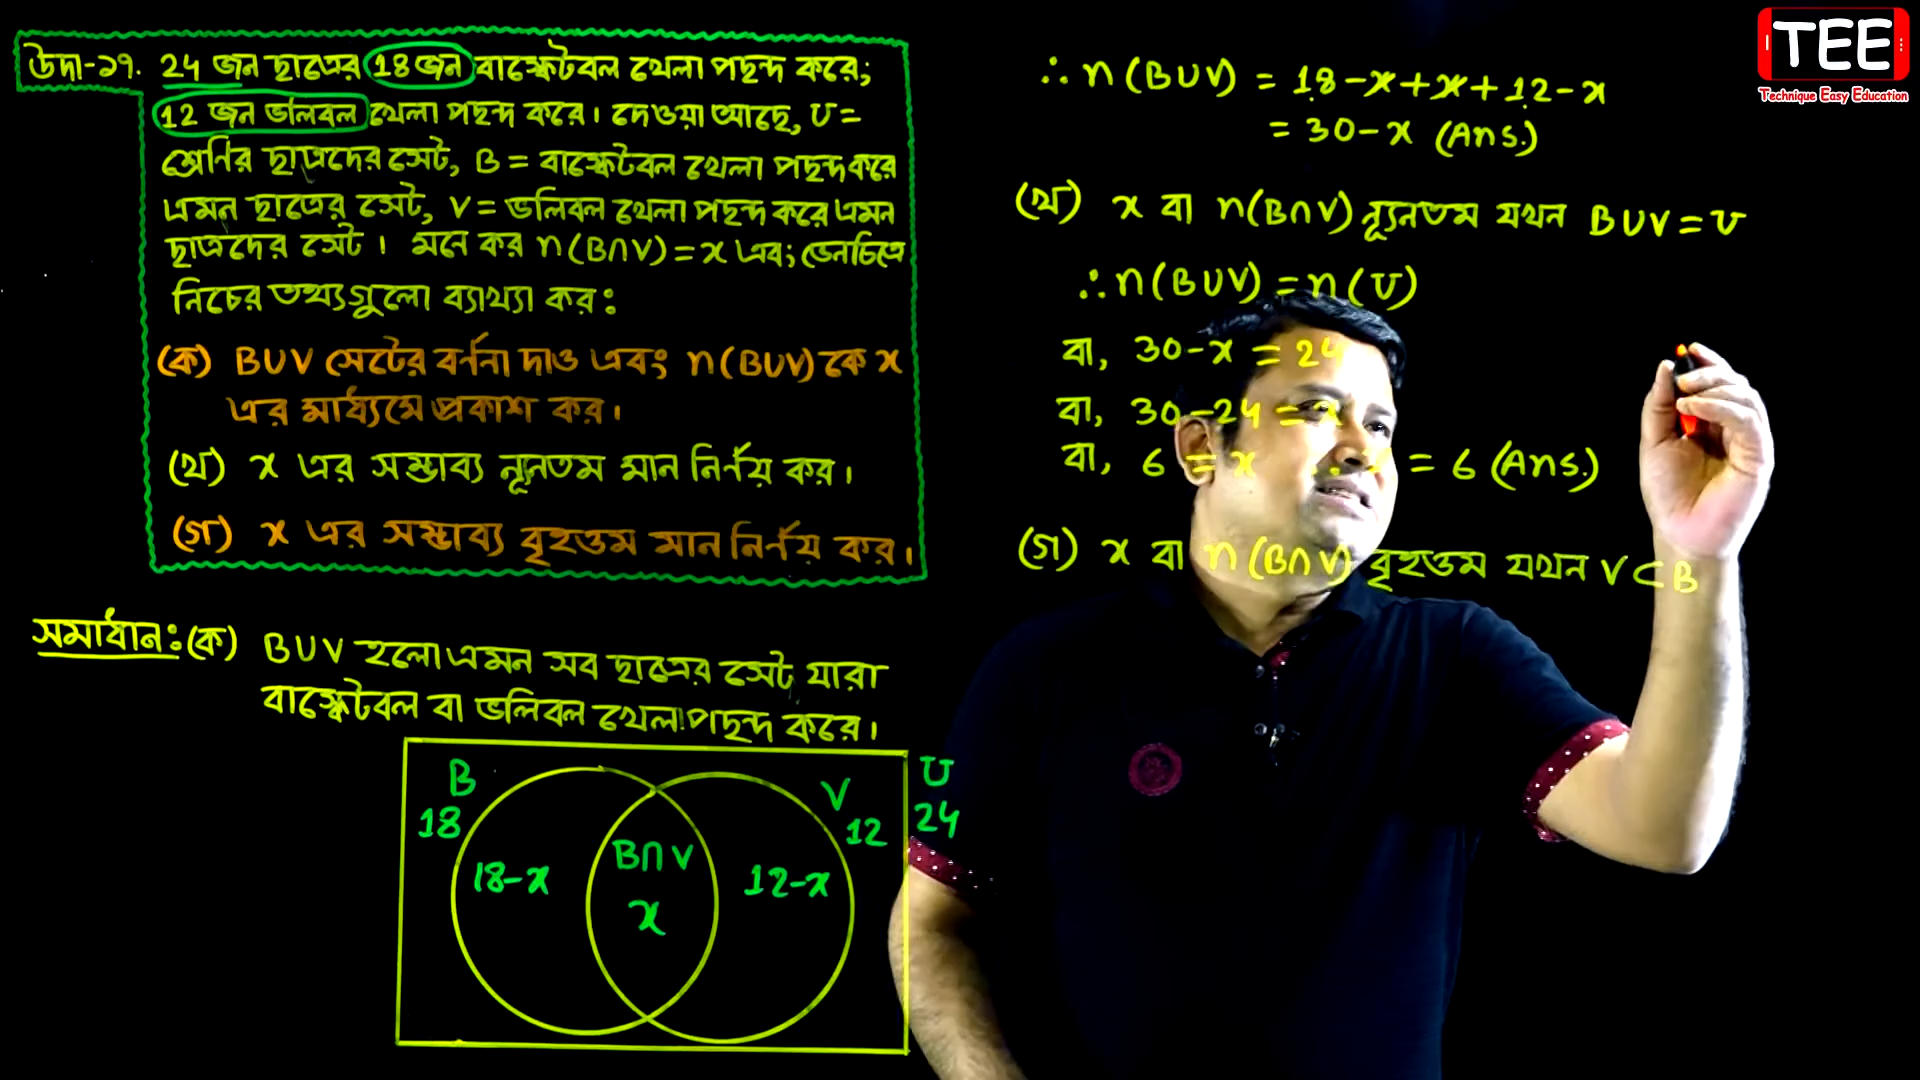 উদা-১৭. 24 জন ছাত্রের 18 জন বাস্কেটবল খেলা পছন্দ করে;
12 জন ভলিবল খেলা পছন্দ করে। দেওয়া আছে, U =
শ্রেণির ছাত্রদের সেট, B = বাস্কেটবল খেলা পছন্দ করে
এমন ছাত্রের সেট, V = ভলিবল খেলা পছন্দ করে এমন
ছাত্রদের সেট। মনে কর n(B∩V) = x এবং ভেনচিত্রে
নিচের তথ্যগুলো ব্যাখ্যা কর:
(ক) B∪V সেটের বর্ণনা দাও এবং n(B∪V) কে x
এর মাধ্যমে প্রকাশ কর।
(খ) x এর সম্ভাব্য ন্যূনতম মান নির্ণয় কর।
(গ) x এর সম্ভাব্য বৃহত্তম মান নির্ণয় কর।
সমাধান: (ক) B∪V হলো এমন সব ছাত্রের সেট যারা
বাস্কেটবল বা ভলিবল খেলা পছন্দ করে।
B
18
V
12
U
24
18-x
B∩V
x
12-x
∴ n(B∪V) = 18-x+x+12-x
= 30-x (Ans.)
(খ) x বা n(B∩V) ন্যূনতম যখন B∪V = U
∴ n(B∪V) = n(U)
বা, 30-x = 24
বা, 30-24 = x
বা, 6 = x ∴ x = 6 (Ans.)
(গ) x বা n(B∩V) বৃহত্তম যখন V⊂B
TEE
Technique Easy Education